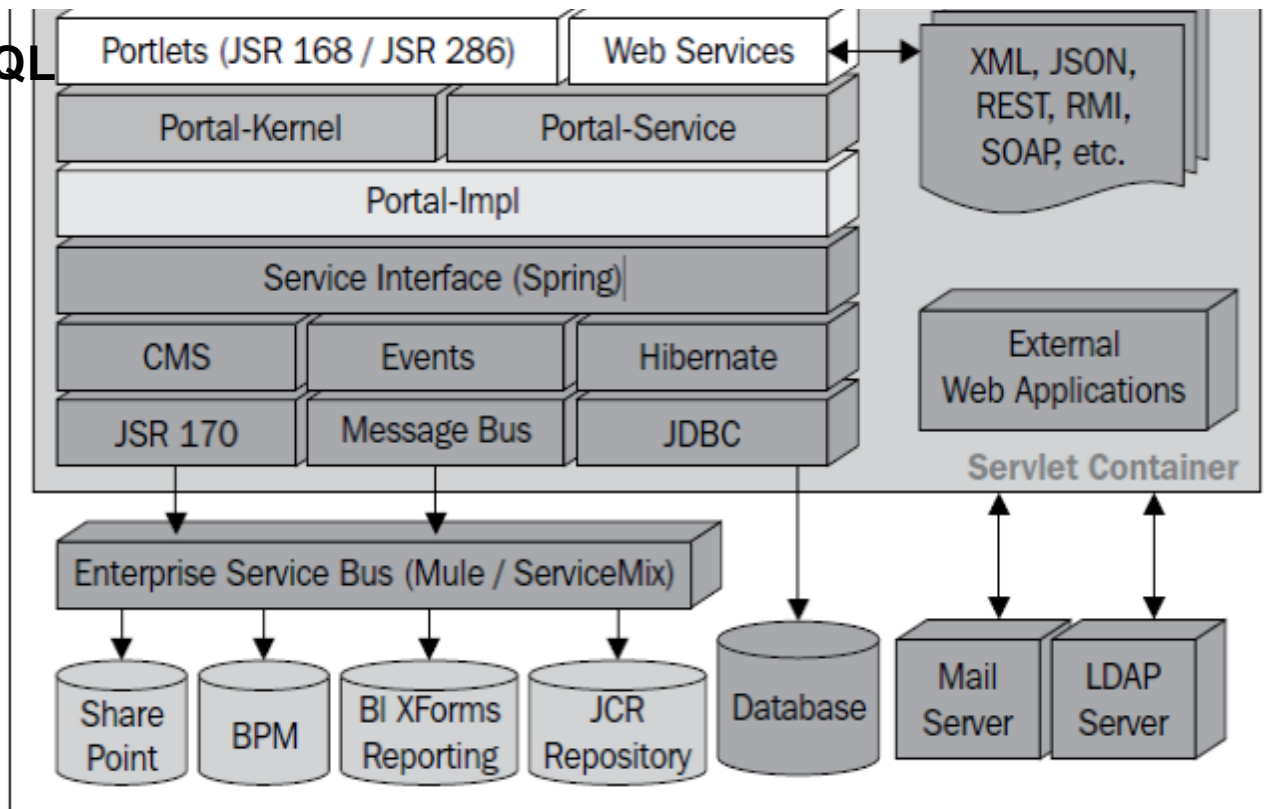 QL
Portlets (JSR 168 / JSR 286)
Web Services
XML, JSON,
REST, RMI,
SOAP, etc.
Portal-Kernel
Portal-Service
Portal-Impl
Service Interface (Spring)
CMS
Events
Hibernate
External
Web Applications
JSR 170
Message Bus
JDBC
Servlet Container
Enterprise Service Bus (Mule / ServiceMix)
Share
Point
BPM
BI XForms
Reporting
JCR
Repository
Database
Mail
Server
LDAP
Server